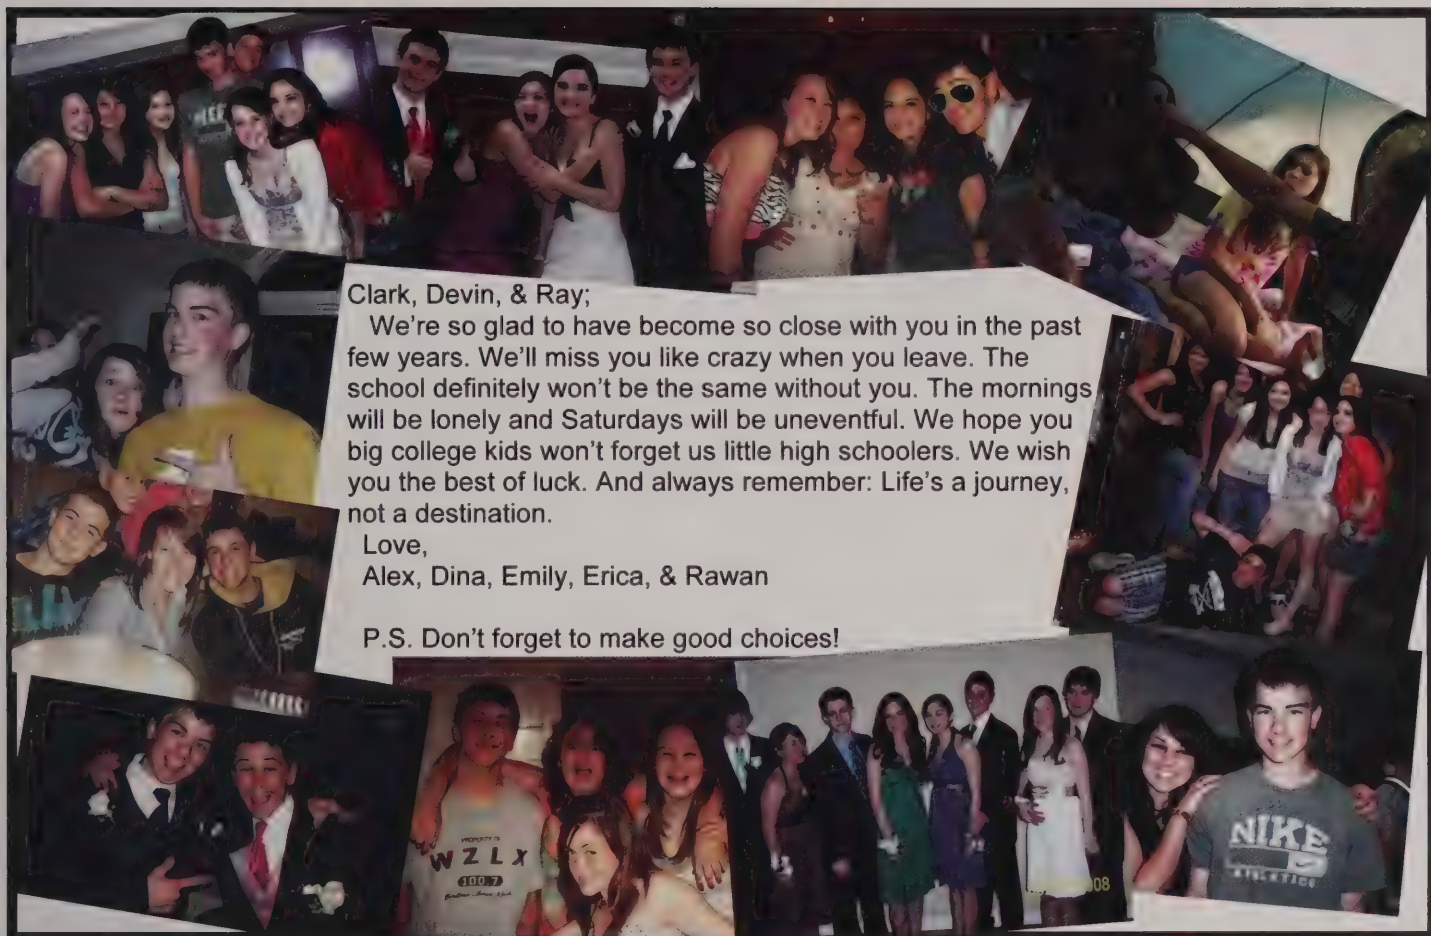 Clark, Devin, & Ray;
We're so glad to have become so close with you in the past
few years. We'll miss you like crazy when you leave. The
school definitely won't be the same without you. The mornings
will be lonely and Saturdays will be uneventful. We hope you
big college kids won't forget us little high schoolers. We wish
you the best of luck. And always remember: Life's a journey,
not a destination.
Love,
Alex, Dina, Emily, Erica, & Rawan
P.S. Don't forget to make good choices!
PROPERTY OF
WZLX
100.7
08
NIKE
ATHLETICS